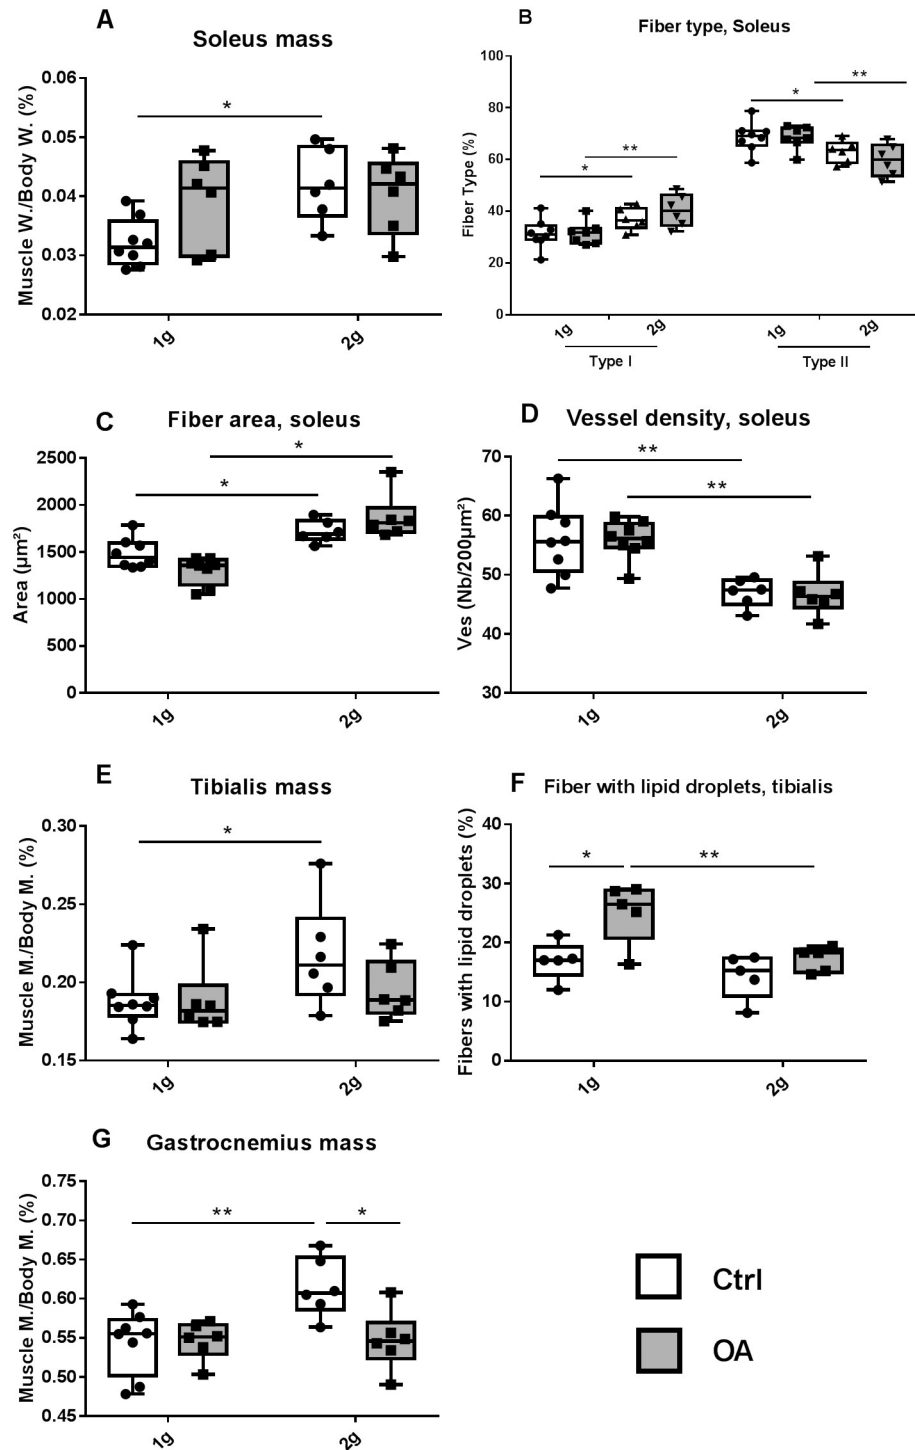 A
Soleus mass
Muscle W./Body W. (%)
0.06
0.05
0.04
0.03
0.02
*
1g
2g
B
Fiber type, Soleus
Fiber Type (%)
100
80
60
40
20
0
*
**
*
**
1g
2g
1g
2g
Type I
Type II
C
Fiber area, soleus
Area (µm²)
2500
2000
1500
1000
500
0
*
*
1g
2g
D
Vessel density, soleus
Ves (Nb/200µm²)
70
60
50
40
30
**
**
1g
2g
E
Tibialis mass
Muscle M./Body M. (%)
0.30
0.25
0.20
0.15
*
1g
2g
F
Fiber with lipid droplets, tibialis
Fibers with lipid droplets (%)
40
30
20
10
0
*
**
1g
2g
G
Gastrocnemius mass
Muscle M./Body M. (%)
0.75
0.70
0.65
0.60
0.55
0.50
0.45
**
*
1g
2g
Ctrl
OA